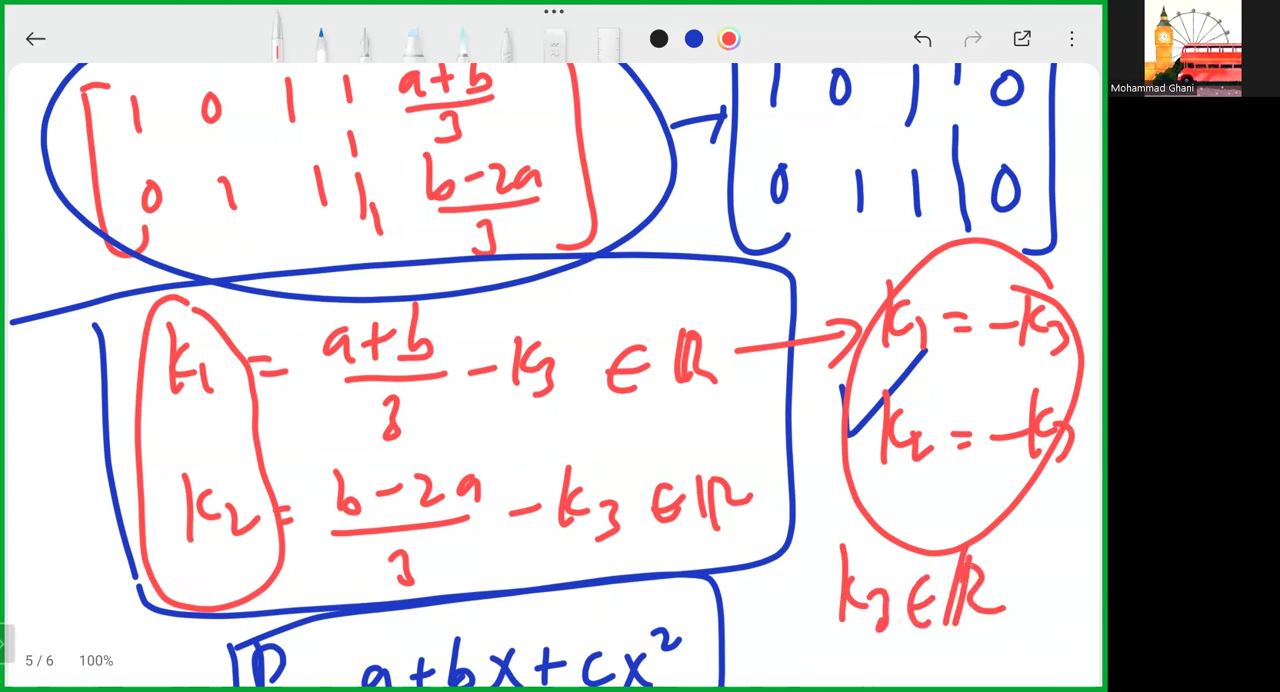 Mohammad Ghani
1 0 1 1 (a+b)/3
0 1 1 (b-2a)/3
1 0 1 0
0 1 1 0
k1 = (a+b)/3 - k3 ∈ ℝ
k1 = -k3
k2 = (b-2a)/3 - k3 ∈ ℝ
k2 = -k3
k3 ∈ ℝ
a+bx+cx²
5 / 6 100%